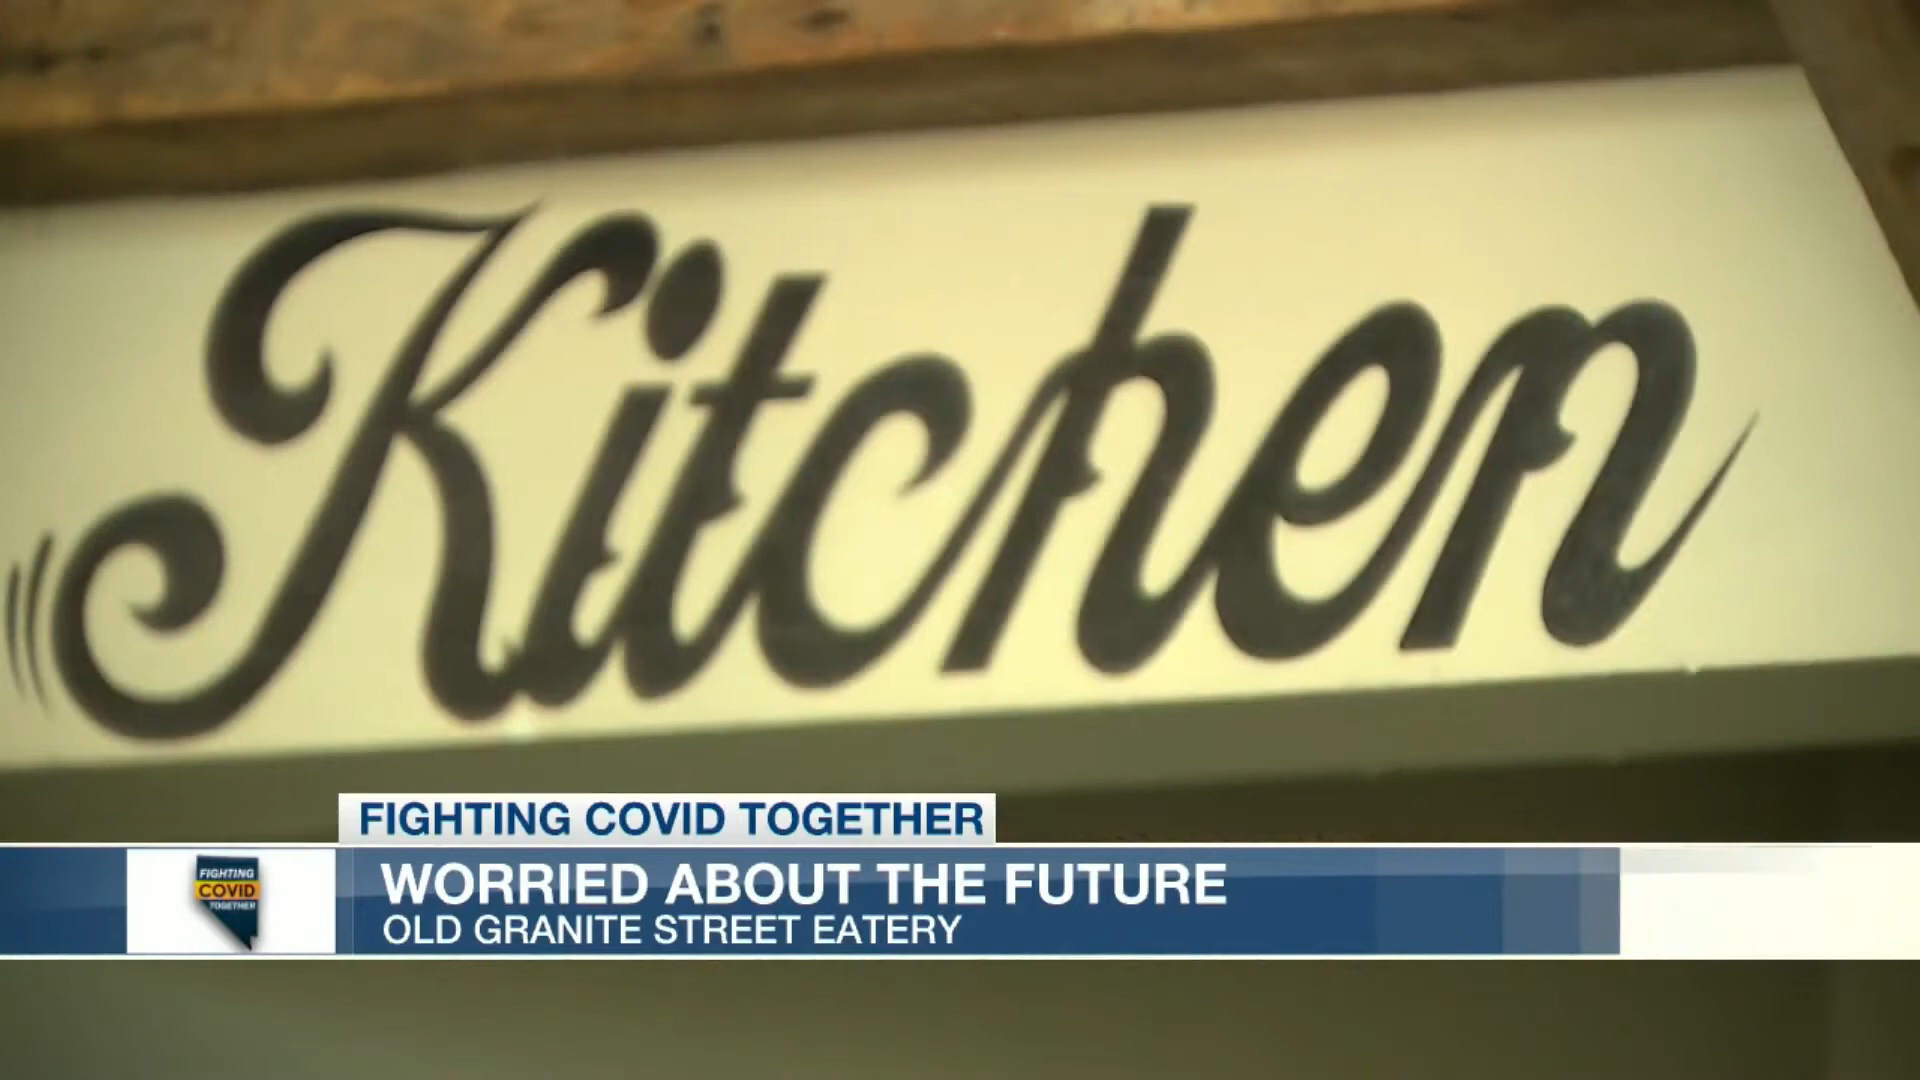 Kitchen
FIGHTING COVID TOGETHER
FIGHTING
COVID
TOGETHER
WORRIED ABOUT THE FUTURE
OLD GRANITE STREET EATERY